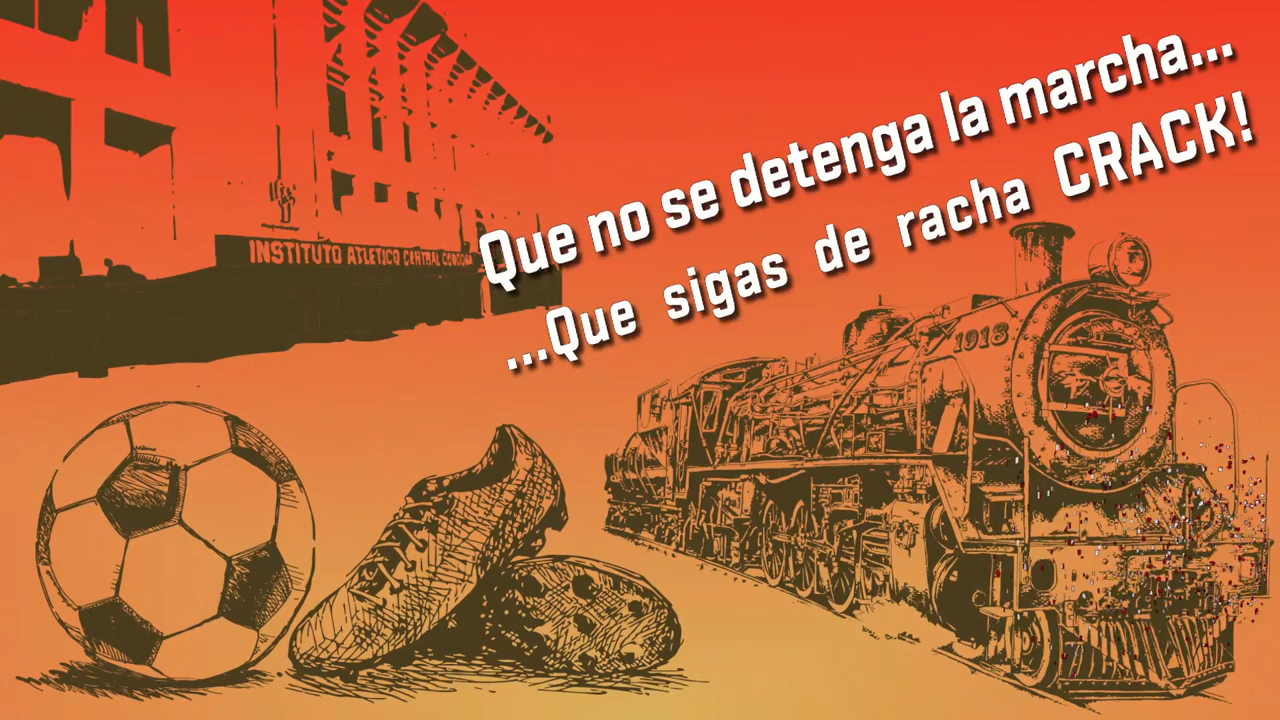 Que no se detenga la marcha...
...Que sigas de racha CRACK!
INSTITUTO ATLETICO CENTRAL CORDOBA
1918